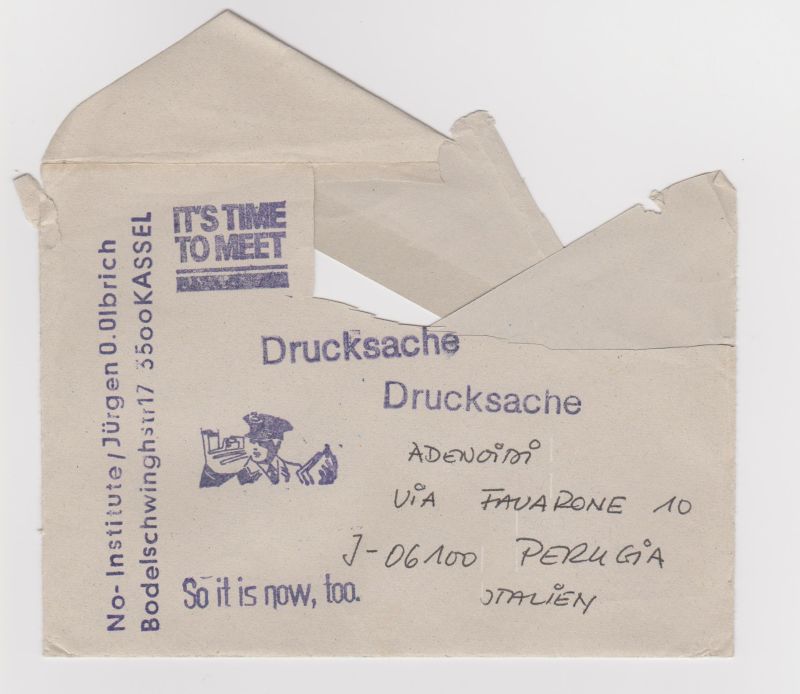 No-Institute/Jürgen O.Olbrich
Bodelschwinghstr17 3500KASSEL
IT'S TIME
TO MEET
Drucksache
Drucksache
ADENOIDI
VIA FAVARONE 10
I-06100 PERUGIA
ITALIEN
So it is now, too.